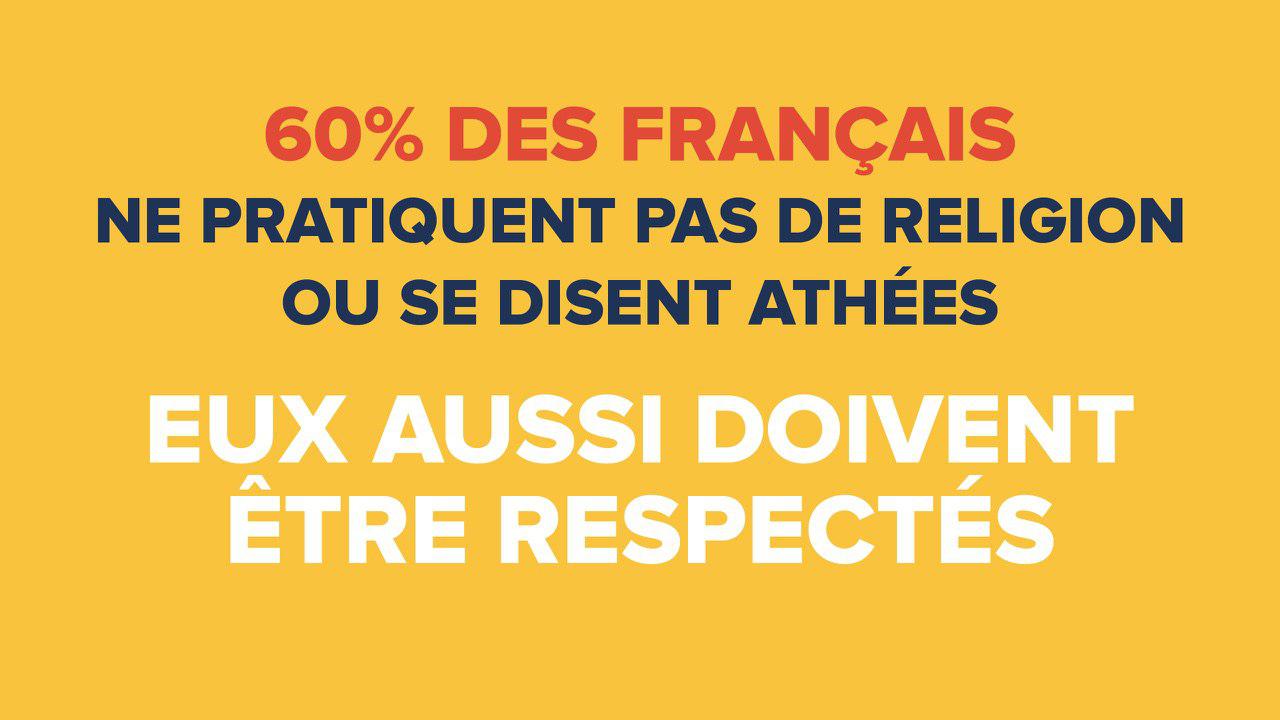 60% DES FRANÇAIS
NE PRATIQUENT PAS DE RELIGION
OU SE DISENT ATHÉES
EUX AUSSI DOIVENT
ÊTRE RESPECTÉS